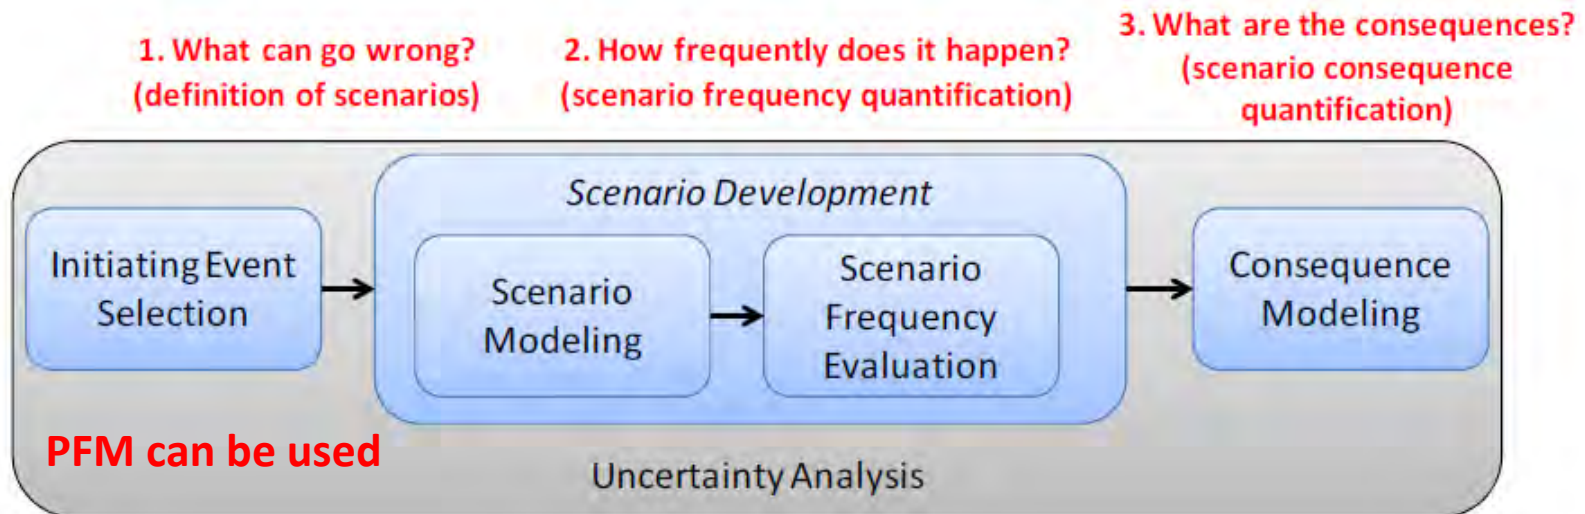 1. What can go wrong?
(definition of scenarios)
2. How frequently does it happen?
(scenario frequency quantification)
3. What are the consequences?
(scenario consequence
quantification)
Scenario Development
Initiating Event
Selection
Scenario
Modeling
Scenario
Frequency
Evaluation
Consequence
Modeling
PFM can be used
Uncertainty Analysis